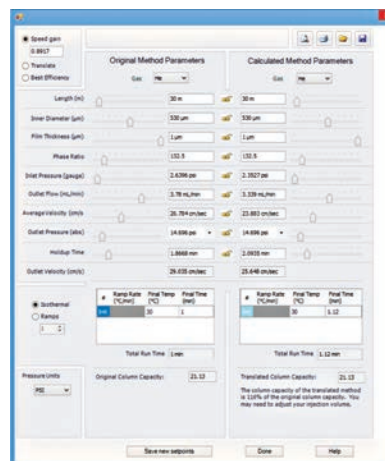 Speed gain
0.8917
Translate
Best Efficiency
Original Method Parameters
Calculated Method Parameters
Gas He
Gas He
Length (m) 30 m 30 m
Inner Diameter (µm) 530 µm 530 µm
Film Thickness (µm) 1 µm 1 µm
Phase Ratio 132.5 132.5
Inlet Pressure (gauge) 2.6396 psi 2.3527 psi
Outlet Flow (mL/min) 3.78 mL/min 3.339 mL/min
Average Velocity (cm/s) 26.784 cm/sec 23.883 cm/sec
Outlet Pressure (abs) 14.696 psi 14.696 psi
Holdup Time 1.8668 min 2.0935 min
Outlet Velocity (cm/s) 29.035 cm/sec 25.648 cm/sec
Isothermal
Ramps
1
# Ramp Rate (°C/min) Final Temp (°C) Final Time (min)
Init 30 1
# Ramp Rate (°C/min) Final Temp (°C) Final Time (min)
Init 30 1.12
Total Run Time 1 min
Total Run Time 1.12 min
Pressure Units
PSI
Original Column Capacity: 21.13
Translated Column Capacity: 21.13
The column capacity of the translated method
is 110% of the original column capacity. You
may need to adjust your injection volume.
Save new setpoints
Done
Help